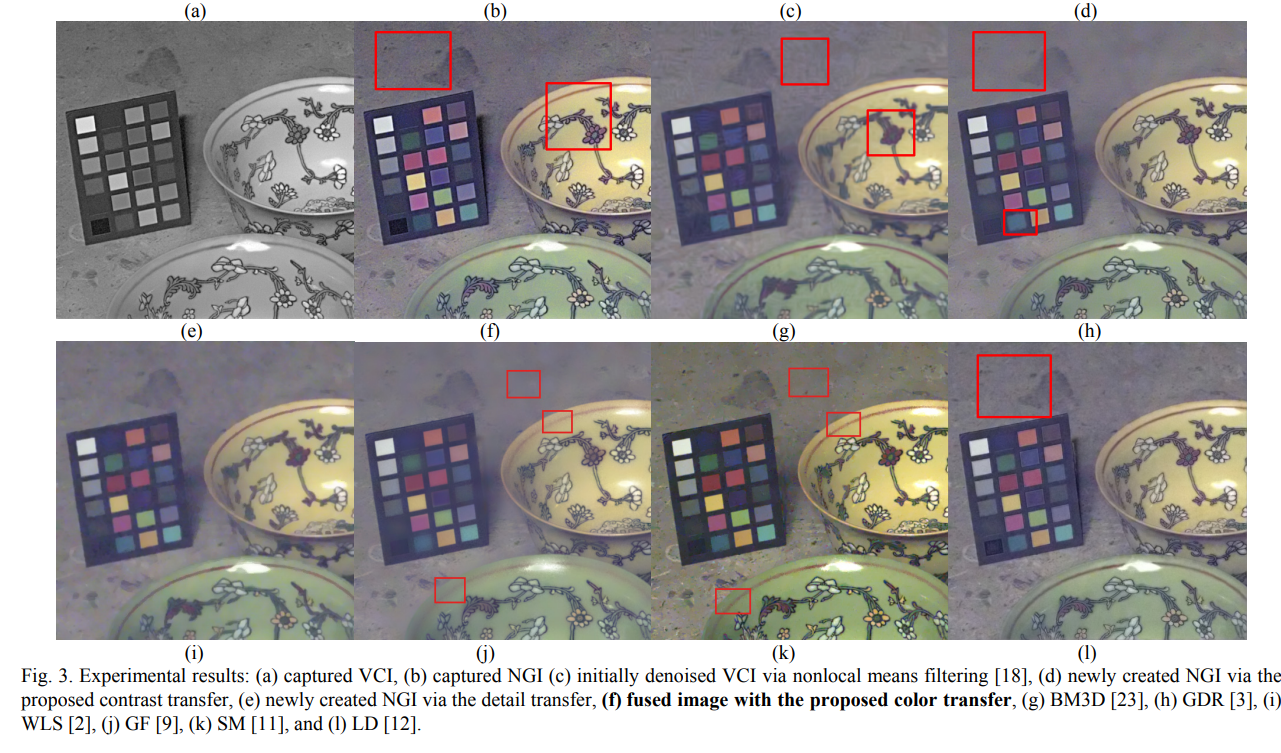 (a) (b) (c) (d)
(e) (f) (g) (h)
(i) (j) (k) (l)
Fig. 3. Experimental results: (a) captured VCI, (b) captured NGI (c) initially denoised VCI via nonlocal means filtering [18], (d) newly created NGI via the
proposed contrast transfer, (e) newly created NGI via the detail transfer, (f) fused image with the proposed color transfer, (g) BM3D [23], (h) GDR [3], (i)
WLS [2], (j) GF [9], (k) SM [11], and (l) LD [12].